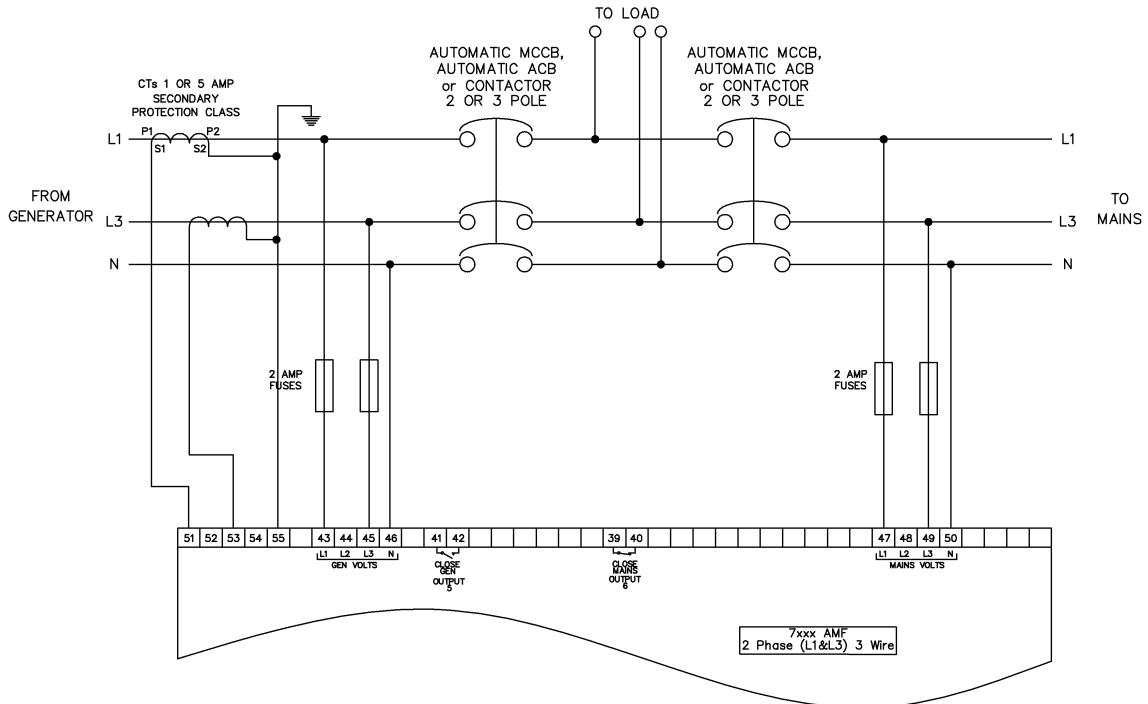 TO LOAD
AUTOMATIC MCCB,
AUTOMATIC ACB
or CONTACTOR
2 OR 3 POLE
AUTOMATIC MCCB,
AUTOMATIC ACB
or CONTACTOR
2 OR 3 POLE
CTs 1 OR 5 AMP
SECONDARY
PROTECTION CLASS
P1 P2
L1
S1 S2
L1
FROM
GENERATOR
L3
L3
TO
MAINS
N
N
2 AMP
FUSES
2 AMP
FUSES
51 52 53 54 55 43 44 45 46 41 42 39 40 47 48 49 50
L1 L2 L3 N
GEN VOLTS
CLOSE
GEN
OUTPUT
5
CLOSE
MAINS
OUTPUT
6
L1 L2 L3 N
MAINS VOLTS
7xxx AMF
2 Phase (L1&L3) 3 Wire